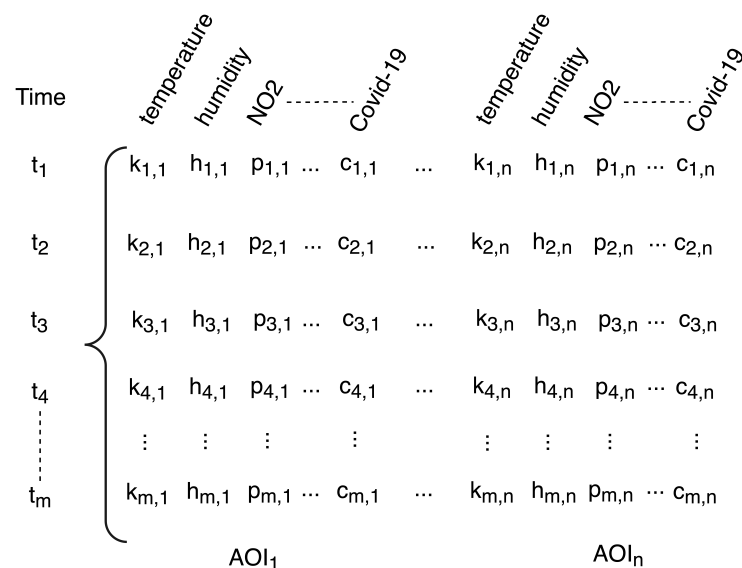 Time temperature humidity NO2 Covid-19 temperature humidity NO2 Covid-19
t1 k1,1 h1,1 p1,1 ... c1,1 ... k1,n h1,n p1,n ... c1,n
t2 k2,1 h2,1 p2,1 ... c2,1 ... k2,n h2,n p2,n ... c2,n
t3 k3,1 h3,1 p3,1 ... c3,1 ... k3,n h3,n p3,n ... c3,n
t4 k4,1 h4,1 p4,1 ... c4,1 ... k4,n h4,n p4,n ... c4,n
⋮ ⋮ ⋮ ⋮ ⋮ ⋮ ⋮ ⋮
tm km,1 hm,1 pm,1 ... cm,1 ... km,n hm,n pm,n ... cm,n
AOI1 AOIn